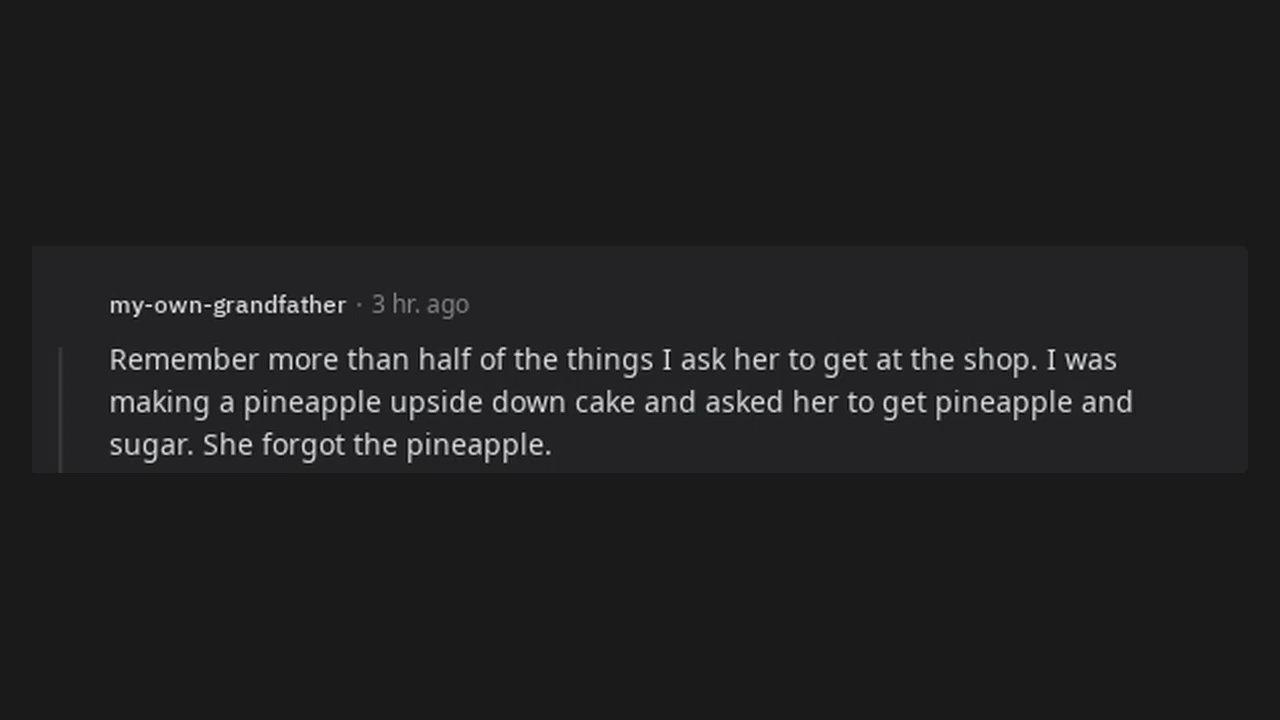 my-own-grandfather · 3 hr. ago
Remember more than half of the things I ask her to get at the shop. I was
making a pineapple upside down cake and asked her to get pineapple and
sugar. She forgot the pineapple.